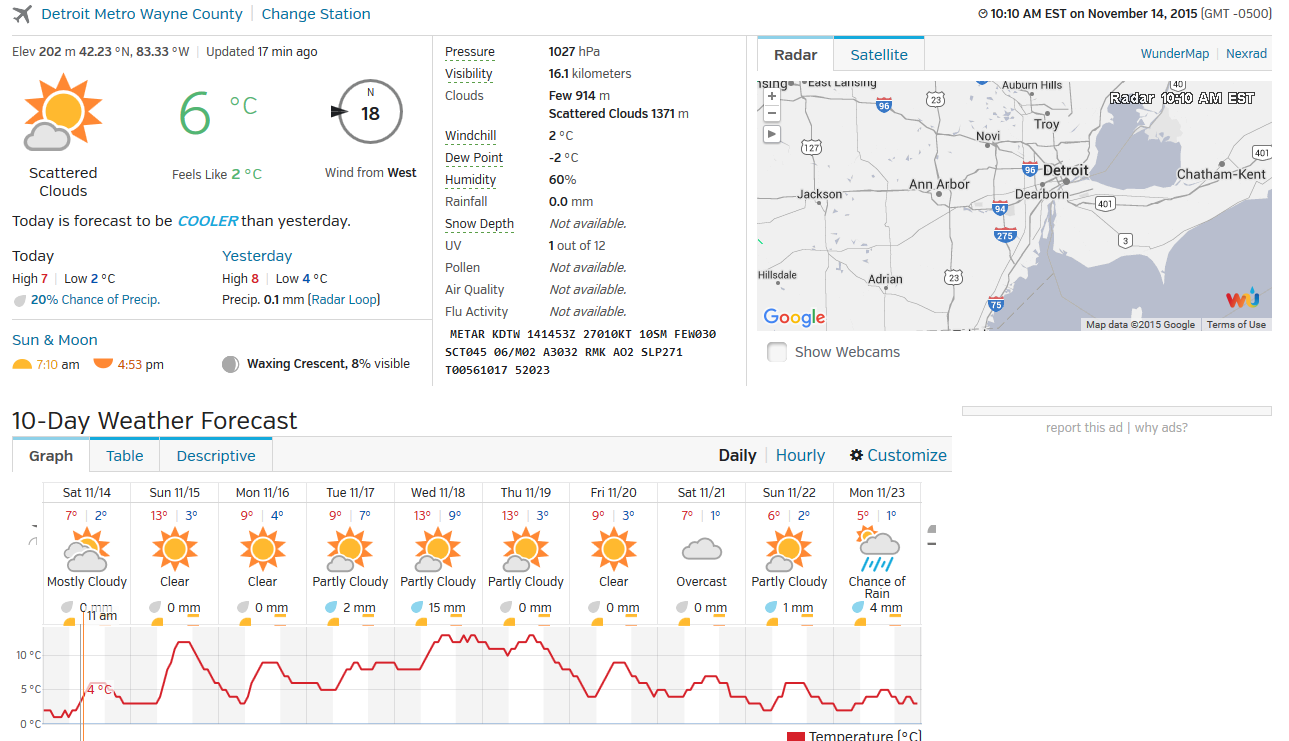 Detroit Metro Wayne County | Change Station
10:10 AM EST on November 14, 2015 (GMT -0500)
Elev 202 m 42.23 °N, 83.33 °W | Updated 17 min ago
6 °C
Feels Like 2 °C
N
18
Wind from West
Scattered
Clouds
Today is forecast to be COOLER than yesterday.
Today
High 7 | Low 2 °C
20% Chance of Precip.
Yesterday
High 8 | Low 4 °C
Precip. 0.1 mm (Radar Loop)
Sun & Moon
7:10 am 4:53 pm
Waxing Crescent, 8% visible
Pressure 1027 hPa
Visibility 16.1 kilometers
Clouds Few 914 m
Scattered Clouds 1371 m
Windchill 2 °C
Dew Point -2 °C
Humidity 60%
Rainfall 0.0 mm
Snow Depth Not available.
UV 1 out of 12
Pollen Not available.
Air Quality Not available.
Flu Activity Not available.
METAR KDTW 141453Z 27010KT 10SM FEW030
SCT045 06/M02 A3032 RMK AO2 SLP271
T00561017 52023
Radar Satellite WunderMap | Nexrad
East Lansing
Auburn Hills
40
Radar 10:10 AM EST
96
23
Troy
Novi
127
401
96
Detroit
Chatham-Kent
Ann Arbor
Dearborn
Jackson
94
401
275
3
Hillsdale
Adrian
23
75
WU
Google
Map data ©2015 Google Terms of Use
Show Webcams
10-Day Weather Forecast
report this ad | why ads?
Graph Table Descriptive Daily | Hourly Customize
Sat 11/14 Sun 11/15 Mon 11/16 Tue 11/17 Wed 11/18 Thu 11/19 Fri 11/20 Sat 11/21 Sun 11/22 Mon 11/23
7° | 2° 13° | 3° 9° | 4° 9° | 7° 13° | 9° 13° | 3° 9° | 3° 7° | 1° 6° | 2° 5° | 1°
Mostly Cloudy Clear Clear Partly Cloudy Partly Cloudy Partly Cloudy Clear Overcast Partly Cloudy Chance of
Rain
0 mm 0 mm 0 mm 2 mm 15 mm 0 mm 0 mm 0 mm 1 mm 4 mm
11 am
10 °C
5 °C
4 °C
0 °C
Temperature (°C)